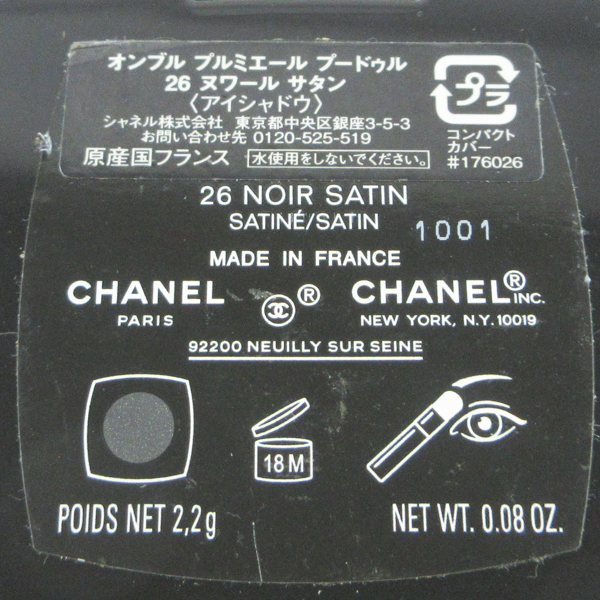 オンブル プルミエール プードゥル
26 ヌワール サタン
〈アイシャドウ〉
シャネル株式会社 東京都中央区銀座3-5-3
お問い合わせ先 0120-525-519
原産国フランス 水使用をしないでください。
プラ
コンパクト
カバー
#176026
26 NOIR SATIN
SATINÉ/SATIN
1001
MADE IN FRANCE
CHANEL ® CHANEL® INC.
PARIS NEW YORK, N.Y. 10019
92200 NEUILLY SUR SEINE
18 M
POIDS NET 2,2 g NET WT. 0.08 OZ.